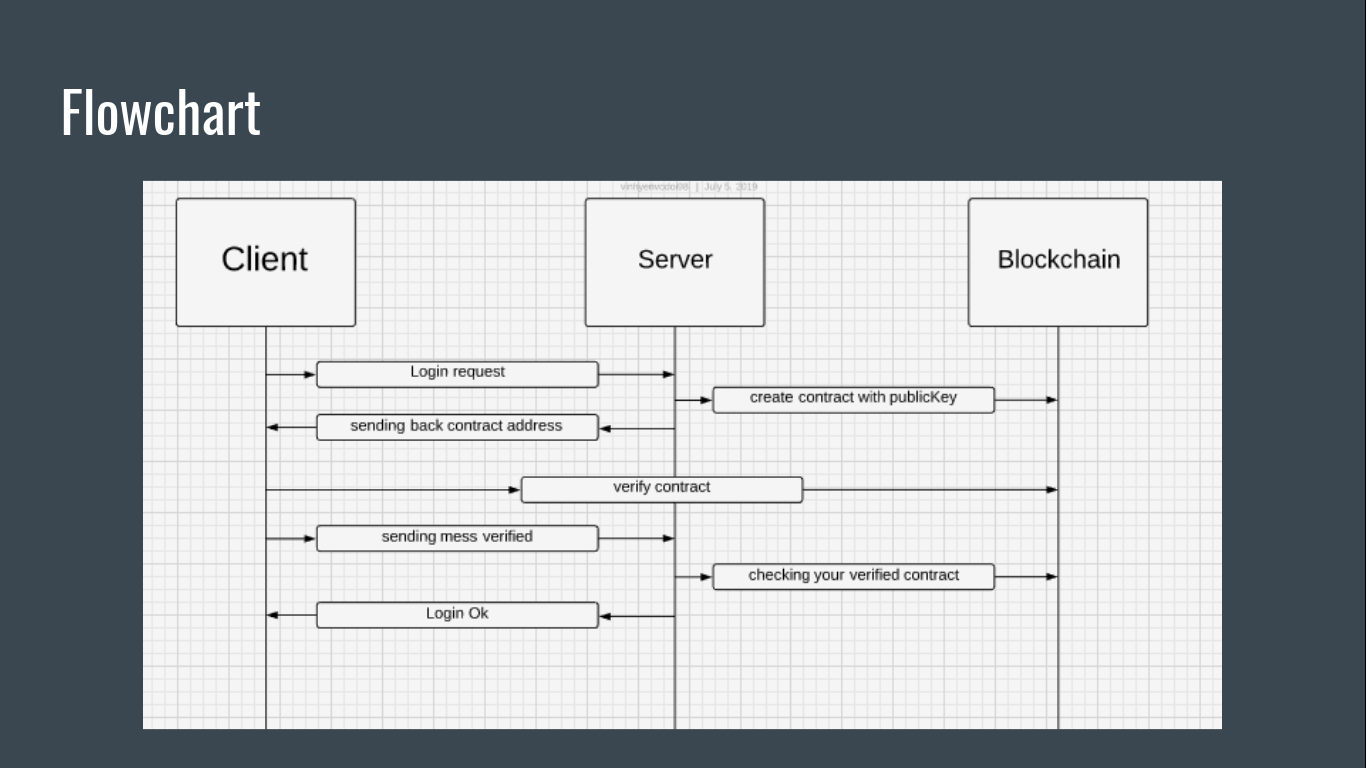 Flowchart
| July 5, 2019
Client
Server
Blockchain
Login request
create contract with publicKey
sending back contract address
verify contract
sending mess verified
checking your verified contract
Login Ok